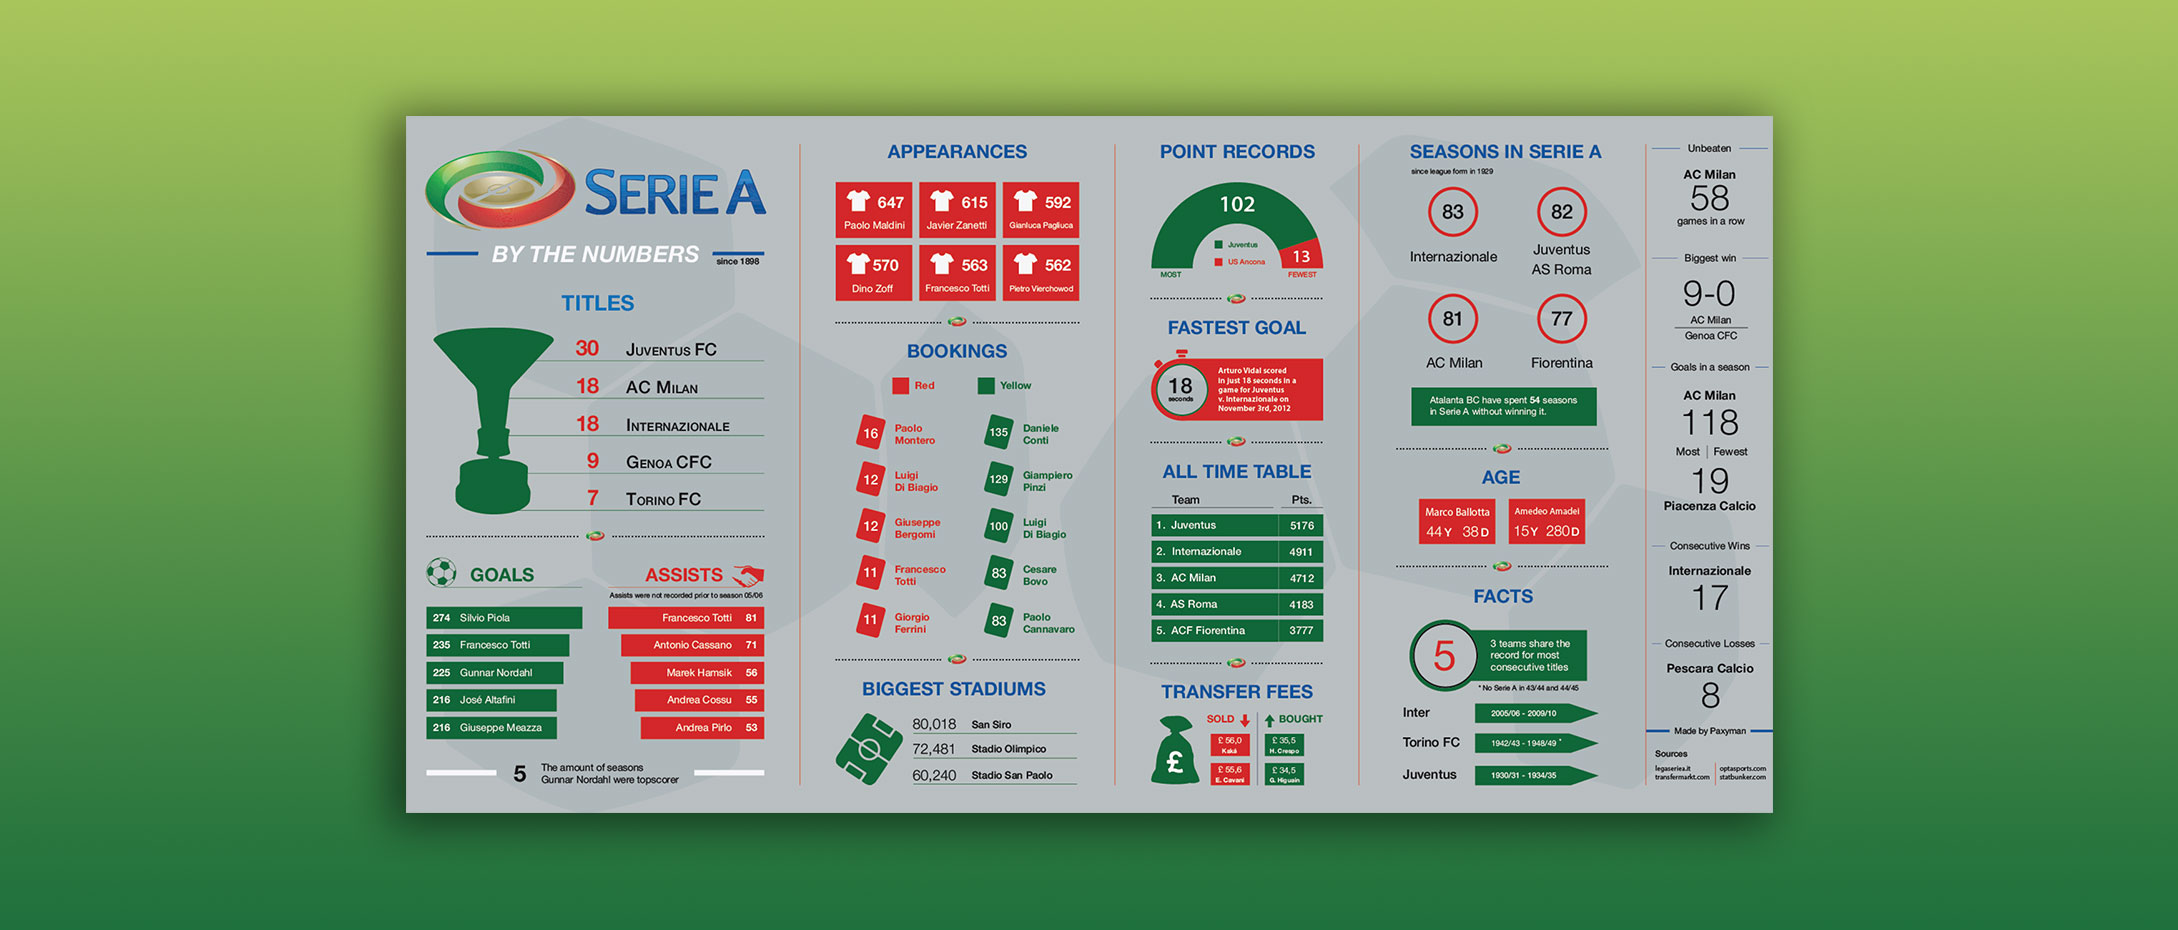 SERIE A
BY THE NUMBERS
since 1898
TITLES
30 JUVENTUS FC
18 AC MILAN
18 INTERNAZIONALE
9 GENOA CFC
7 TORINO FC
GOALS
274 Silvio Piola
235 Francesco Totti
225 Gunnar Nordahl
216 José Altafini
216 Giuseppe Meazza
ASSISTS
Assists were not recorded prior to season 05/06
Francesco Totti 81
Antonio Cassano 71
Marek Hamsik 56
Andrea Cossu 55
Andrea Pirlo 53
5
The amount of seasons
Gunnar Nordahl were topscorer
APPEARANCES
647
Paolo Maldini
615
Javier Zanetti
592
Gianluca Pagliuca
570
Dino Zoff
563
Francesco Totti
562
Pietro Vierchowod
BOOKINGS
Red
Yellow
16 Paolo
Montero
12 Luigi
Di Biagio
12 Giuseppe
Bergomi
11 Francesco
Totti
11 Giorgio
Ferrini
135 Daniele
Conti
129 Giampiero
Pinzi
100 Luigi
Di Biagio
83 Cesare
Bovo
83 Paolo
Cannavaro
BIGGEST STADIUMS
80,018 San Siro
72,481 Stadio Olimpico
60,240 Stadio San Paolo
POINT RECORDS
102
Juventus
US Ancona
13
MOST
FEWEST
FASTEST GOAL
18
seconds
Arturo Vidal scored
in just 18 seconds in a
game for Juventus
v. Internazionale on
November 3rd, 2012
ALL TIME TABLE
Team Pts.
1. Juventus 5176
2. Internazionale 4911
3. AC Milan 4712
4. AS Roma 4183
5. ACF Fiorentina 3777
TRANSFER FEES
SOLD
BOUGHT
£
£ 56,0
Kaká
£ 55,6
E. Cavani
£ 35,5
H. Crespo
£ 34,5
G. Higuain
SEASONS IN SERIE A
since league form in 1929
83
Internazionale
82
Juventus
AS Roma
81
AC Milan
77
Fiorentina
Atalanta BC have spent 54 seasons
in Serie A without winning it.
AGE
Marco Ballotta
44 Y 38 D
Amedeo Amadei
15 Y 280 D
FACTS
5
3 teams share the
record for most
consecutive titles
* No Serie A in 43/44 and 44/45
Inter 2005/06 - 2009/10
Torino FC 1942/43 - 1948/49 *
Juventus 1930/31 - 1934/35
Unbeaten
AC Milan
58
games in a row
Biggest win
9-0
AC Milan
Genoa CFC
Goals in a season
AC Milan
118
Most | Fewest
19
Piacenza Calcio
Consecutive Wins
Internazionale
17
Consecutive Losses
Pescara Calcio
8
Made by Paxyman
Sources
legaseriea.it
transfermarkt.com
optasports.com
statbunker.com